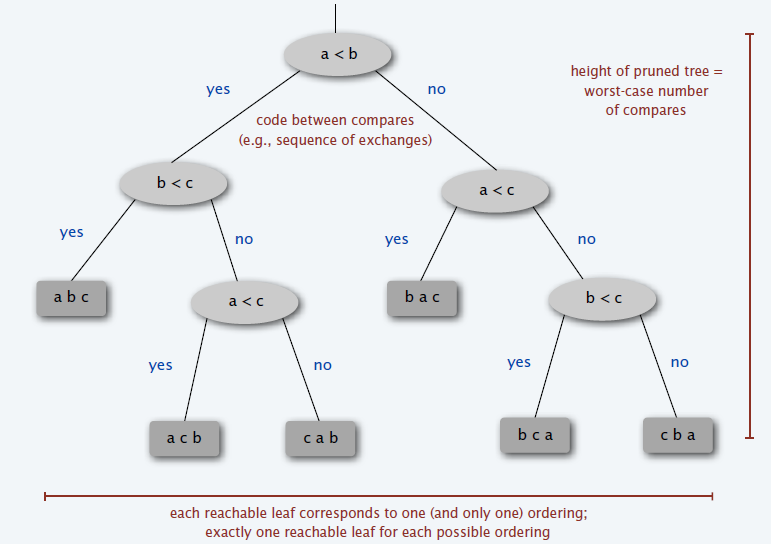 a < b
height of pruned tree =
worst-case number
of compares
yes
no
code between compares
(e.g., sequence of exchanges)
b < c
a < c
yes
no
yes
no
a b c
a < c
b a c
b < c
yes
no
yes
no
a c b
c a b
b c a
c b a
each reachable leaf corresponds to one (and only one) ordering;
exactly one reachable leaf for each possible ordering